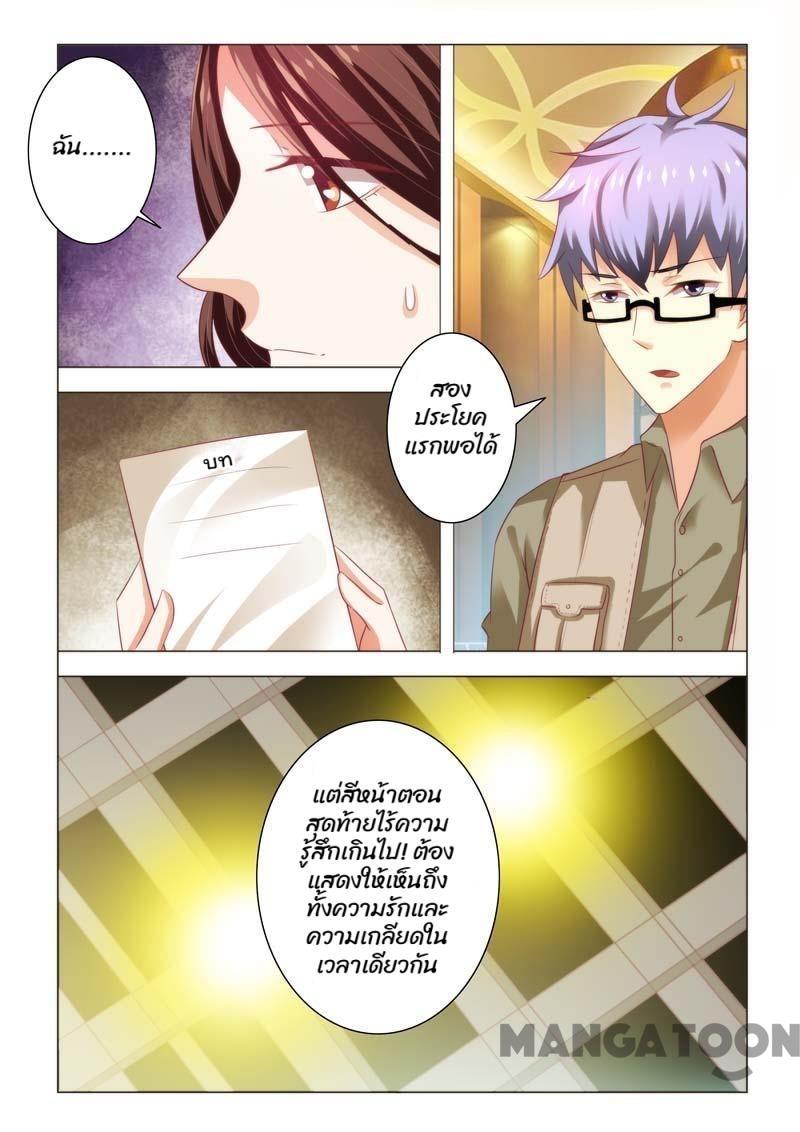 ฉัน.......
สอง
ประโยค
แรกพอได้
บท
แต่สีหน้าตอน
สุดท้ายไร้ความ
รู้สึกเกินไป! ต้อง
แสดงให้เห็นถึง
ทั้งความรักและ
ความเกลียดใน
เวลาเดียวกัน
MANGATOON